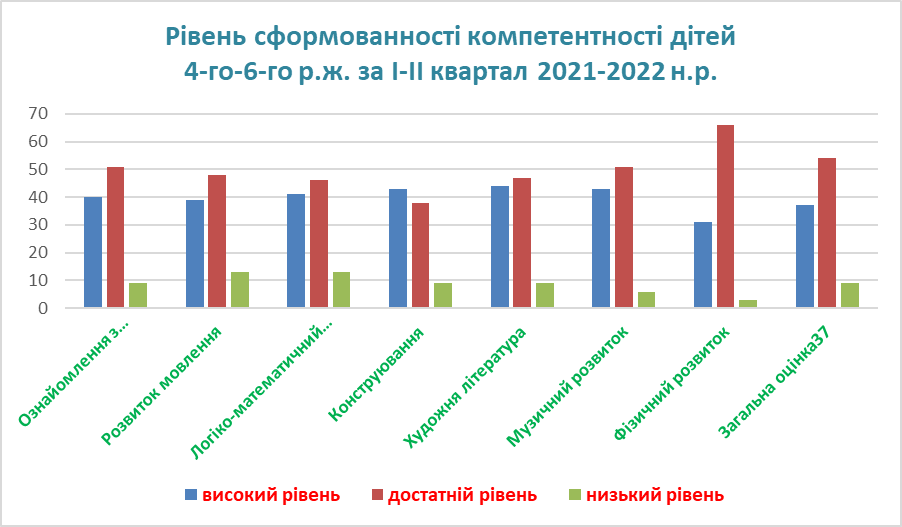 Рівень сформованності компетентності дітей
4-го-6-го р.ж. за І-ІІ квартал 2021-2022 н.р.
70
60
50
40
30
20
10
0
Ознайомлення з...
Розвиток мовлення
Логіко-математичний...
Конструювання
Художня література
Музичний розвиток
Фізичний розвиток
Загальна оцінка37
високий рівень
достатній рівень
низький рівень